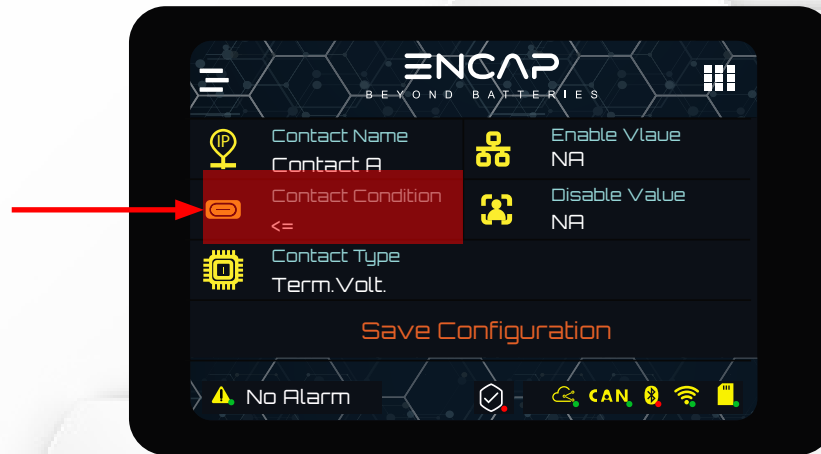 ENCAP
BEYOND BATTERIES
IP
Contact Name
Contact A
Enable Vlaue
NA
Contact Condition
<=
Disable Value
NA
Contact Type
Term.Volt.
Save Configuration
No Alarm
CAN